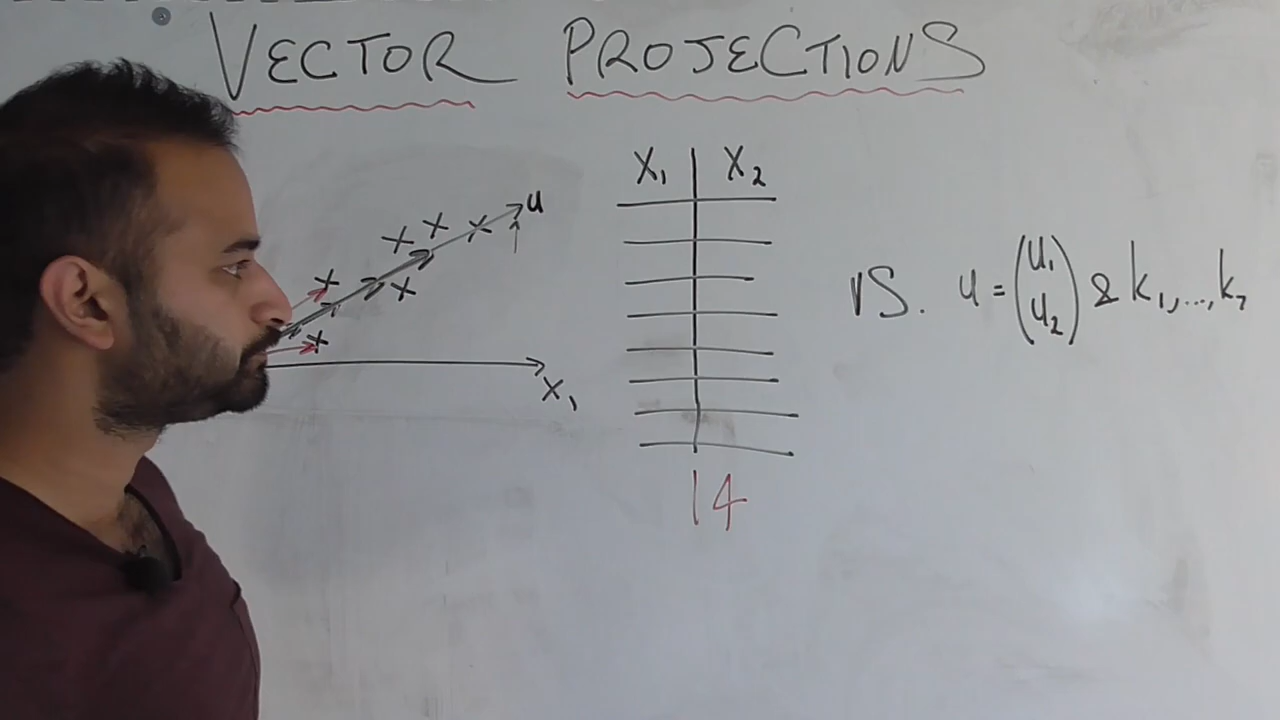 VECTOR PROJECTIONS
u
X₁
X₁ X₂
14
VS. u = (u₁ u₂) & k₁,...,k₇